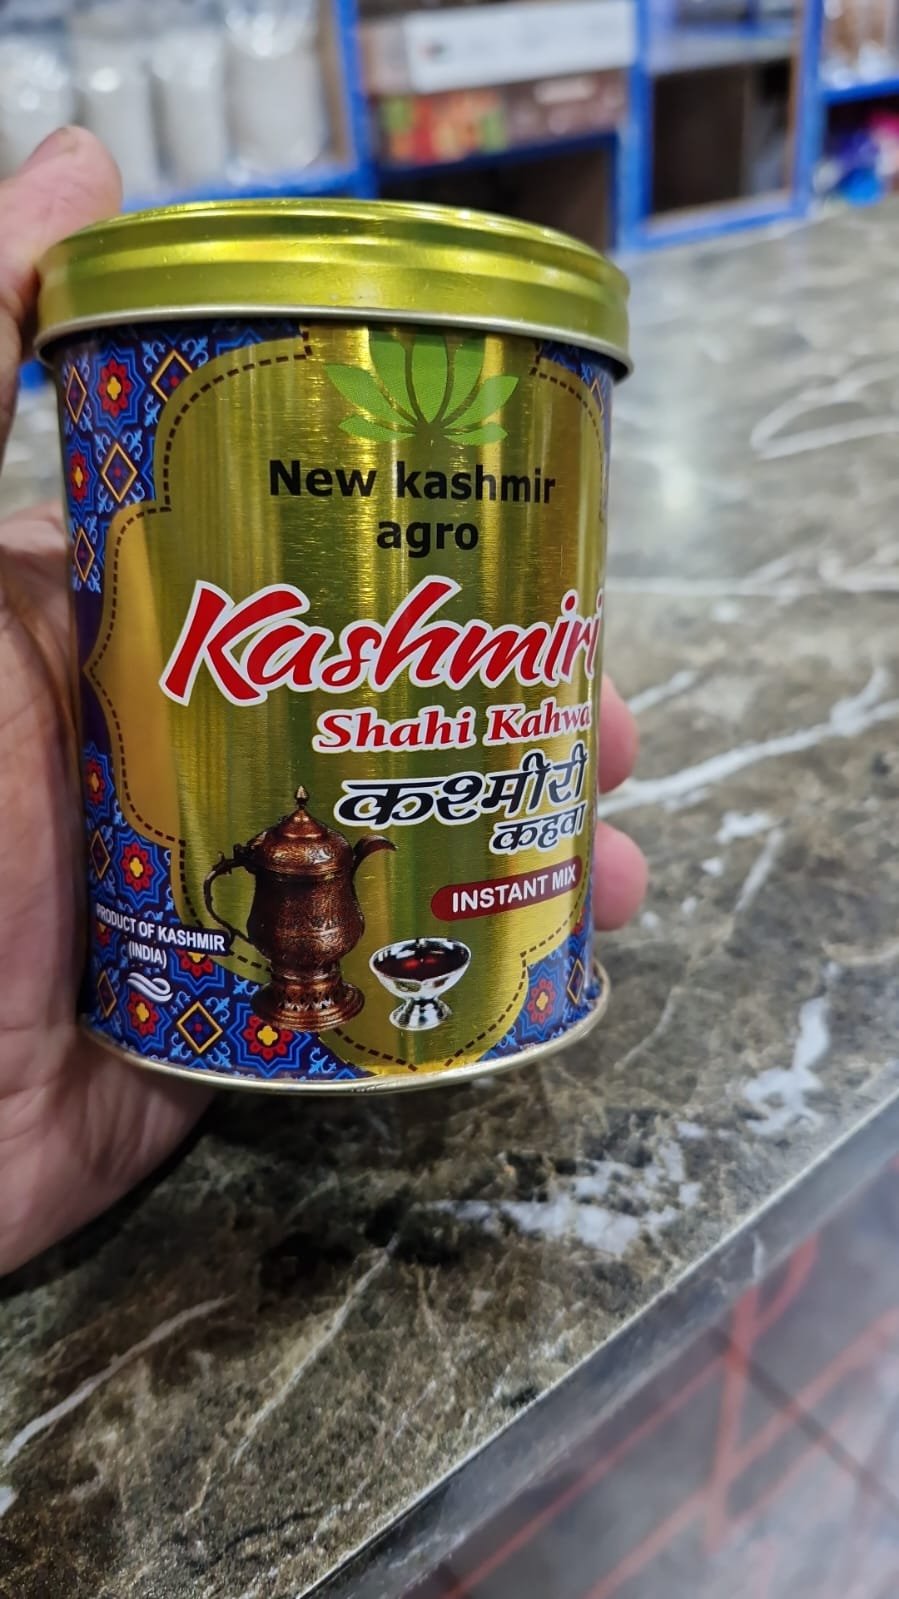 New kashmir
agro
Kashmiri
Shahi Kahwa
कश्मीरी
कहवा
INSTANT MIX
PRODUCT OF KASHMIR
(INDIA)